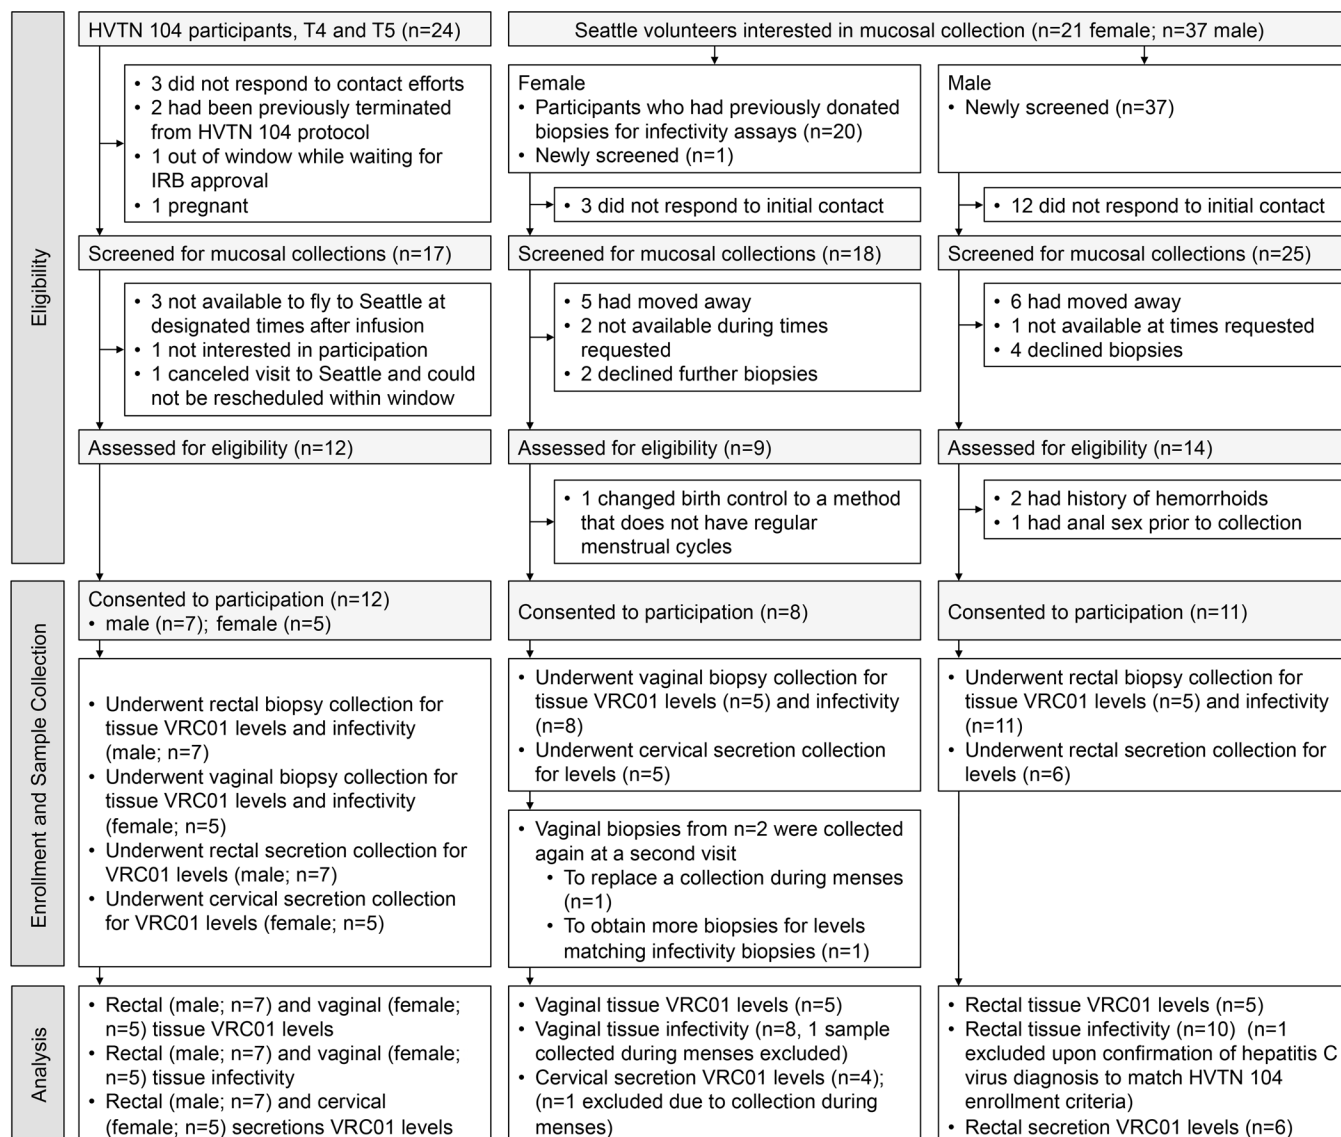 HVTN 104 participants, T4 and T5 (n=24)
Seattle volunteers interested in mucosal collection (n=21 female; n=37 male)
Eligibility
• 3 did not respond to contact efforts
• 2 had been previously terminated
from HVTN 104 protocol
• 1 out of window while waiting for
IRB approval
• 1 pregnant
Female
• Participants who had previously donated
biopsies for infectivity assays (n=20)
• Newly screened (n=1)
Male
• Newly screened (n=37)
• 3 did not respond to initial contact
• 12 did not respond to initial contact
Screened for mucosal collections (n=17)
Screened for mucosal collections (n=18)
Screened for mucosal collections (n=25)
• 3 not available to fly to Seattle at
designated times after infusion
• 1 not interested in participation
• 1 canceled visit to Seattle and could
not be rescheduled within window
• 5 had moved away
• 2 not available during times
requested
• 2 declined further biopsies
• 6 had moved away
• 1 not available at times requested
• 4 declined biopsies
Assessed for eligibility (n=12)
Assessed for eligibility (n=9)
Assessed for eligibility (n=14)
• 1 changed birth control to a method
that does not have regular
menstrual cycles
• 2 had history of hemorrhoids
• 1 had anal sex prior to collection
Enrollment and Sample Collection
Consented to participation (n=12)
• male (n=7); female (n=5)
Consented to participation (n=8)
Consented to participation (n=11)
• Underwent rectal biopsy collection for
tissue VRC01 levels and infectivity
(male; n=7)
• Underwent vaginal biopsy collection for
tissue VRC01 levels and infectivity
(female; n=5)
• Underwent rectal secretion collection for
VRC01 levels (male; n=7)
• Underwent cervical secretion collection
for VRC01 levels (female; n=5)
• Underwent vaginal biopsy collection for
tissue VRC01 levels (n=5) and infectivity
(n=8)
• Underwent cervical secretion collection
for levels (n=5)
• Underwent rectal biopsy collection for
tissue VRC01 levels (n=5) and infectivity
(n=11)
• Underwent rectal secretion collection for
levels (n=6)
• Vaginal biopsies from n=2 were collected
again at a second visit
• To replace a collection during menses
(n=1)
• To obtain more biopsies for levels
matching infectivity biopsies (n=1)
Analysis
• Rectal (male; n=7) and vaginal (female;
n=5) tissue VRC01 levels
• Rectal (male; n=7) and vaginal (female;
n=5) tissue infectivity
• Rectal (male; n=7) and cervical
(female; n=5) secretions VRC01 levels
• Vaginal tissue VRC01 levels (n=5)
• Vaginal tissue infectivity (n=8, 1 sample
collected during menses excluded)
• Cervical secretion VRC01 levels (n=4);
(n=1 excluded due to collection during
menses)
• Rectal tissue VRC01 levels (n=5)
• Rectal tissue infectivity (n=10) (n=1
excluded upon confirmation of hepatitis C
virus diagnosis to match HVTN 104
enrollment criteria)
• Rectal secretion VRC01 levels (n=6)